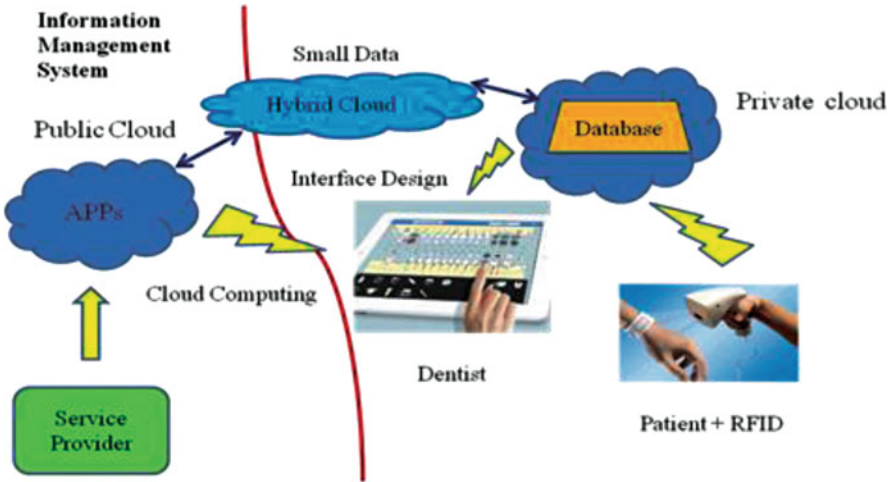 Information
Management
System
Small Data
Hybrid Cloud
Private cloud
Public Cloud
Database
Interface Design
APPs
Cloud Computing
Dentist
Service
Provider
Patient + RFID